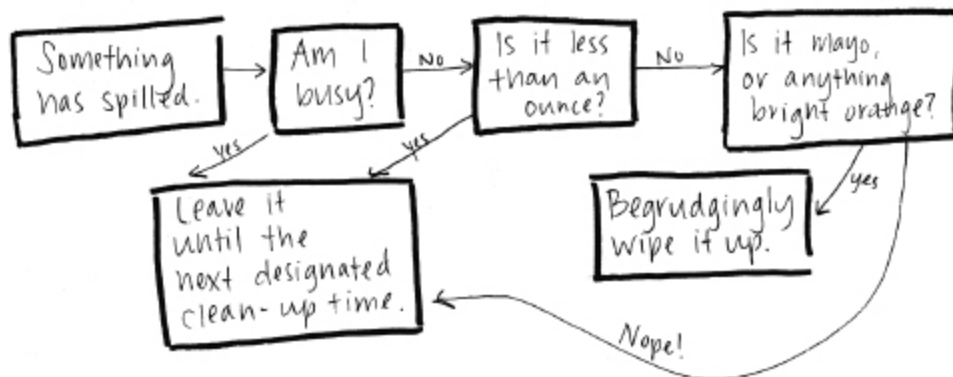 Something
has spilled.
Am I
busy?
No
Is it less
than an
ounce?
No
Is it mayo,
or anything
bright orange?
yes
yes
yes
Leave it
until the
next designated
clean-up time.
Begrudgingly
wipe it up.
Nope!